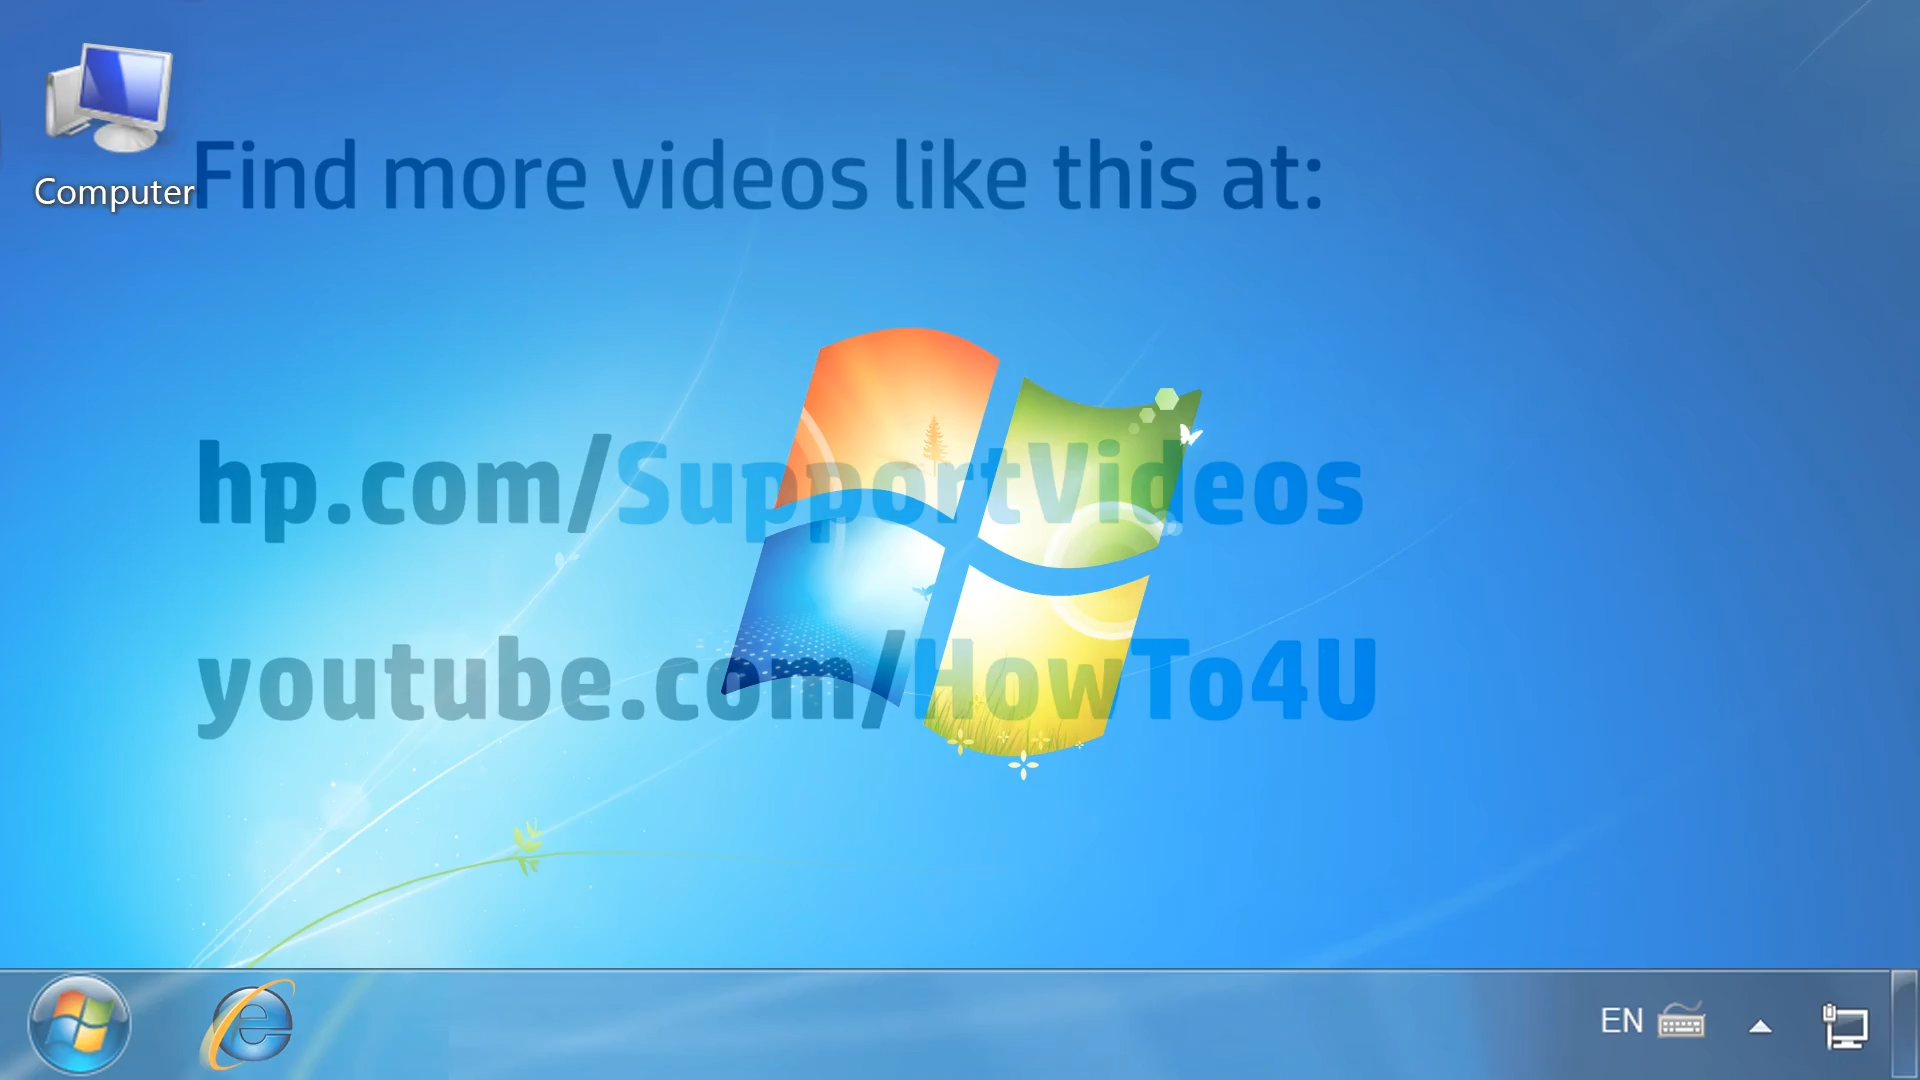 Computer
Find more videos like this at:
hp.com/SupportVideos
youtube.com/HowTo4U
EN